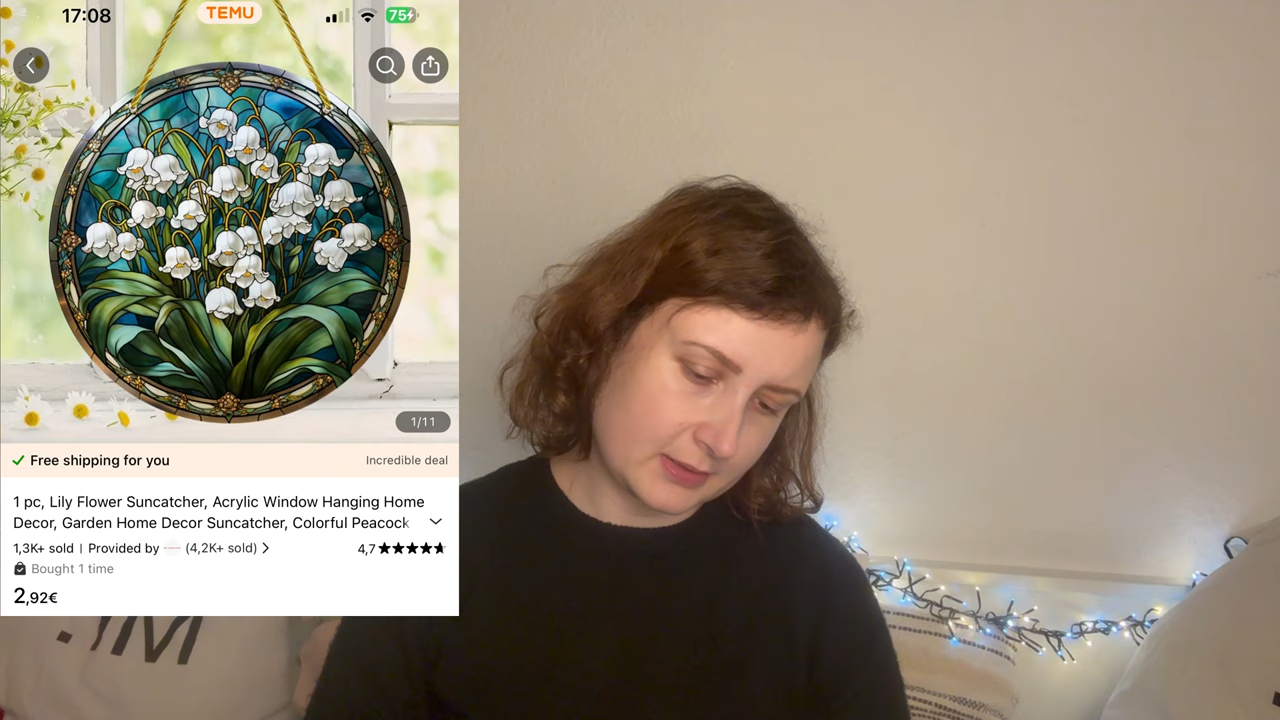 17:08
TEMU
75
1/11
Free shipping for you
Incredible deal
1 pc, Lily Flower Suncatcher, Acrylic Window Hanging Home
Decor, Garden Home Decor Suncatcher, Colorful Peacock
1,3K+ sold | Provided by (4,2K+ sold)
4,7
Bought 1 time
2,92€